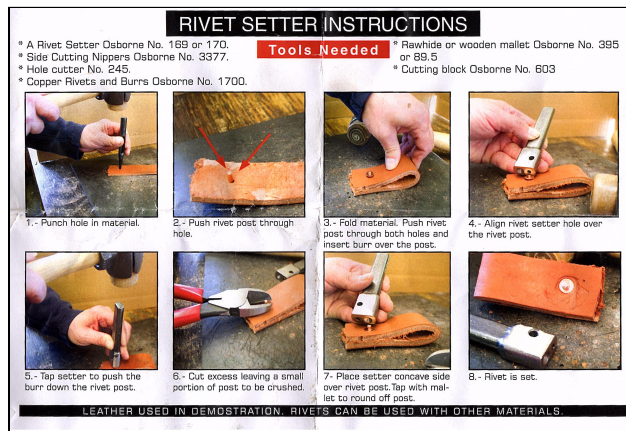 RIVET SETTER INSTRUCTIONS
Tools Needed
* A Rivet Setter Osborne No. 169 or 170.
* Side Cutting Nippers Osborne No. 3377.
* Hole cutter No. 245.
* Copper Rivets and Burrs Osborne No. 1700.
* Rawhide or wooden mallet Osborne No. 395
or 89.5
* Cutting block Osborne No. 603
1.- Punch hole in material.
2.- Push rivet post through
hole.
3.- Fold material. Push rivet
post through both holes and
insert burr over the post.
4.- Align rivet setter hole over
the rivet post.
5.- Tap setter to push the
burr down the rivet post.
6.- Cut excess leaving a small
portion of post to be crushed.
7- Place setter concave side
over rivet post. Tap with mal-
let to round off post.
8.- Rivet is set.
LEATHER USED IN DEMOSTRATION. RIVETS CAN BE USED WITH OTHER MATERIALS.